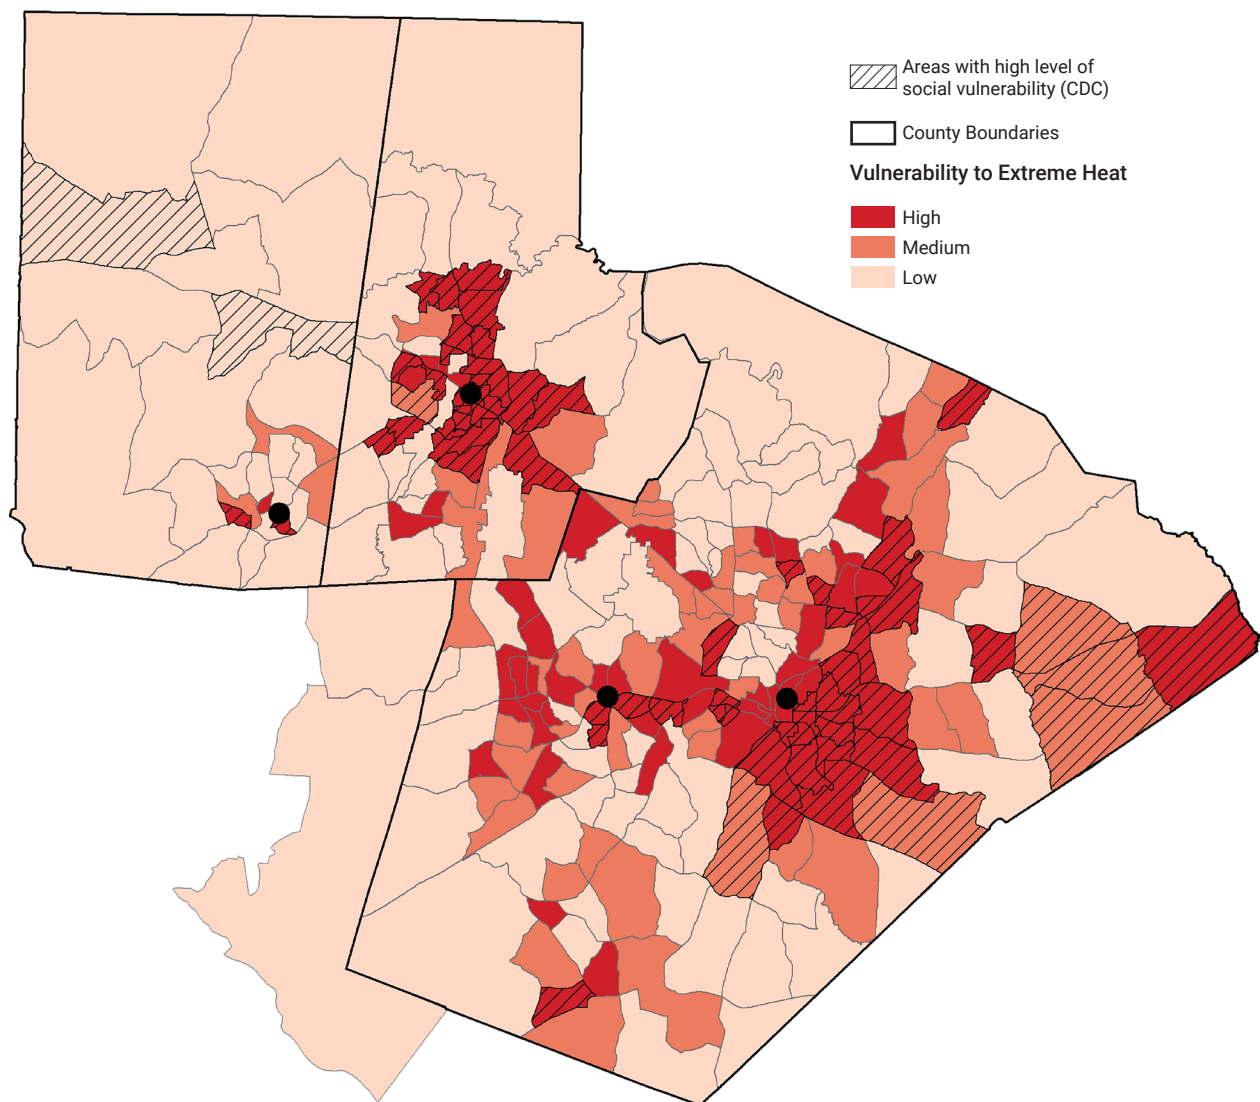 Areas with high level of
social vulnerability (CDC)
County Boundaries
Vulnerability to Extreme Heat
High
Medium
Low